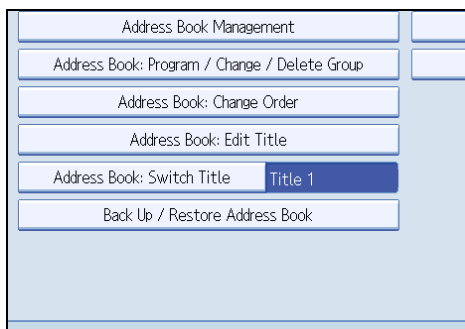 Address Book Management
Address Book: Program / Change / Delete Group
Address Book: Change Order
Address Book: Edit Title
Address Book: Switch Title Title 1
Back Up / Restore Address Book